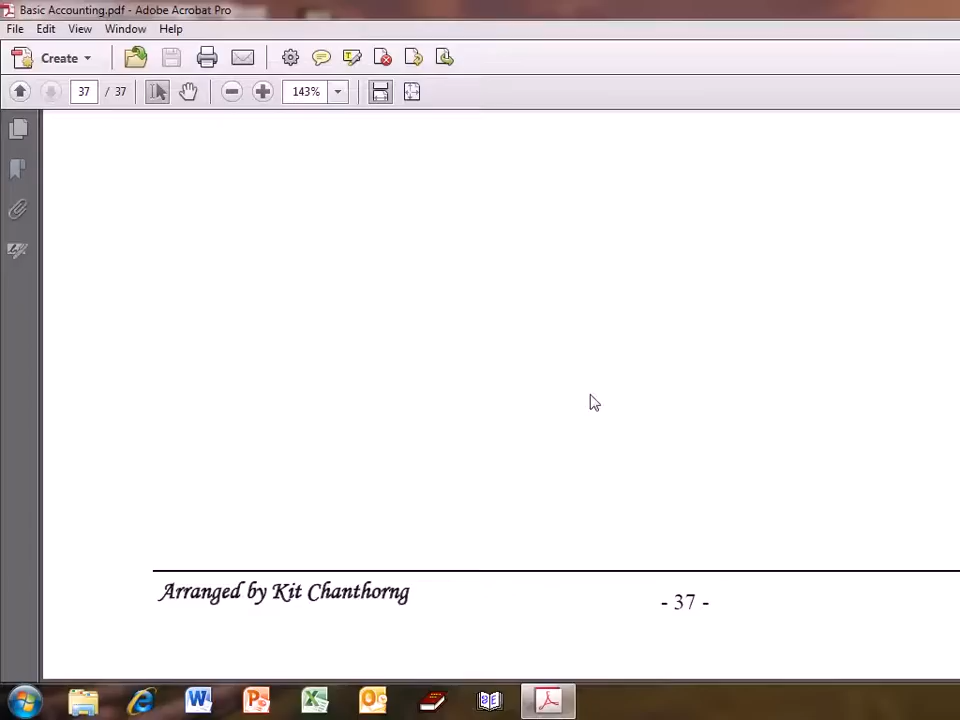 Basic Accounting.pdf - Adobe Acrobat Pro
File Edit View Window Help
Create
37 / 37 143%
Arranged by Kit Chanthorng
- 37 -